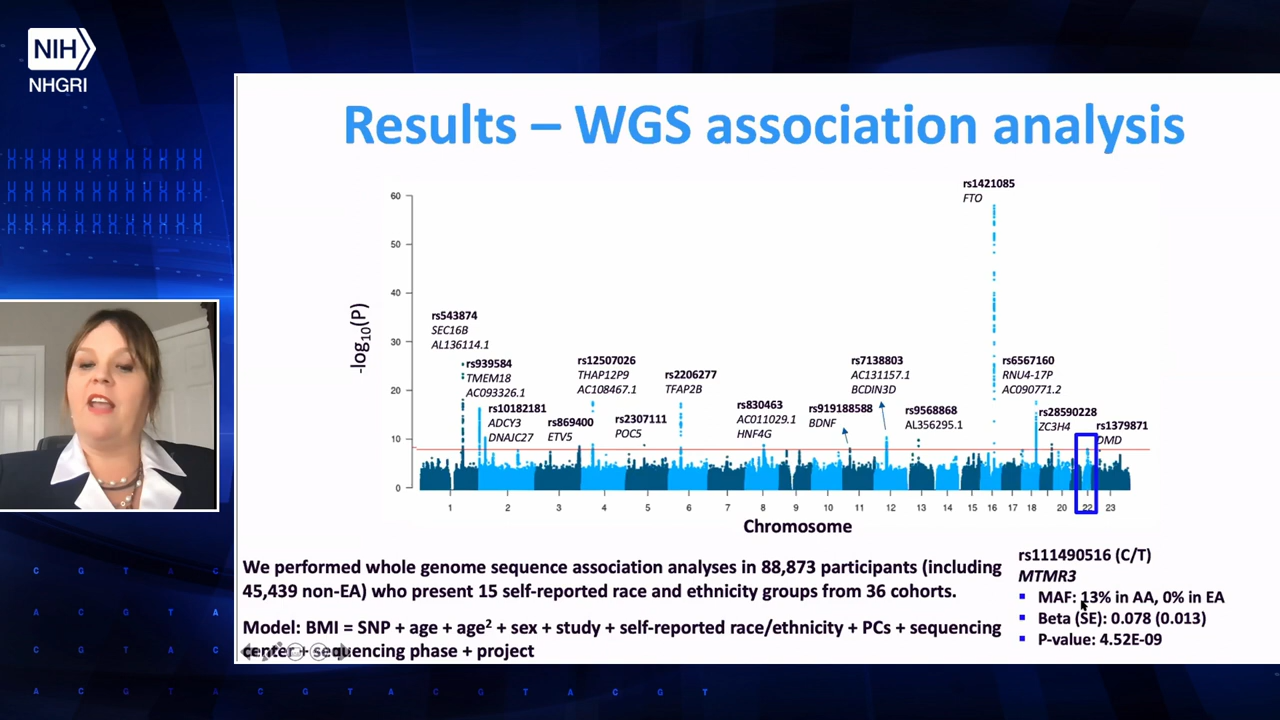 NIH
NHGRI
Results – WGS association analysis
rs1421085
FTO
60
50
40
30
20
10
0
-log10(P)
rs543874
SEC16B
AL136114.1
rs939584
TMEM18
AC093326.1
rs10182181
ADCY3
DNAJC27
rs869400
ETV5
rs12507026
THAP12P9
AC108467.1
rs2307111
POC5
rs2206277
TFAP2B
rs830463
AC011029.1
HNF4G
rs919188588
BDNF
rs7138803
AC131157.1
BCDIN3D
rs9568868
AL356295.1
rs6567160
RNU4-17P
AC090771.2
rs28590228
ZC3H4
rs1379871
DMD
1 2 3 4 5 6 7 8 9 10 11 12 13 14 15 16 17 18 20 22 23
Chromosome
We performed whole genome sequence association analyses in 88,873 participants (including
45,439 non-EA) who present 15 self-reported race and ethnicity groups from 36 cohorts.
Model: BMI = SNP + age + age² + sex + study + self-reported race/ethnicity + PCs + sequencing
center + sequencing phase + project
rs111490516 (C/T)
MTMR3
▪ MAF: 13% in AA, 0% in EA
▪ Beta (SE): 0.078 (0.013)
▪ P-value: 4.52E-09
C G T A C
A C G T A
C G T A C
A C G T A C G T A C G T A C G T